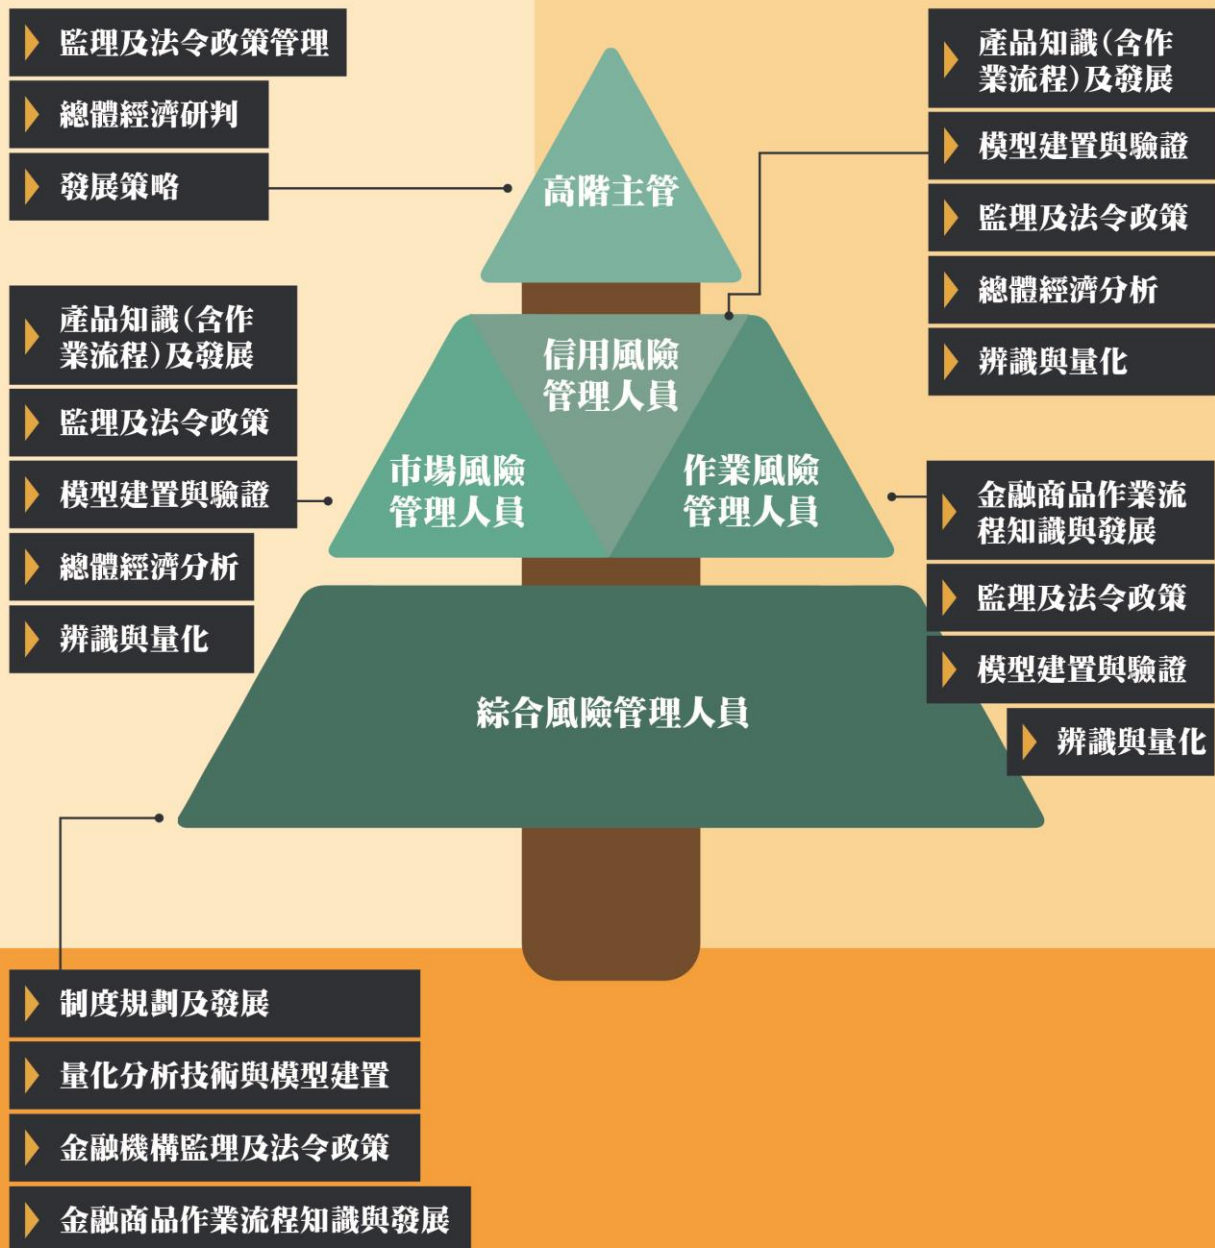 監理及法令政策管理
總體經濟研判
發展策略
高階主管
產品知識(含作
業流程)及發展
模型建置與驗證
監理及法令政策
總體經濟分析
辨識與量化
產品知識(含作
業流程)及發展
監理及法令政策
模型建置與驗證
總體經濟分析
辨識與量化
信用風險
管理人員
市場風險
管理人員
作業風險
管理人員
金融商品作業流
程知識與發展
監理及法令政策
模型建置與驗證
辨識與量化
綜合風險管理人員
制度規劃及發展
量化分析技術與模型建置
金融機構監理及法令政策
金融商品作業流程知識與發展